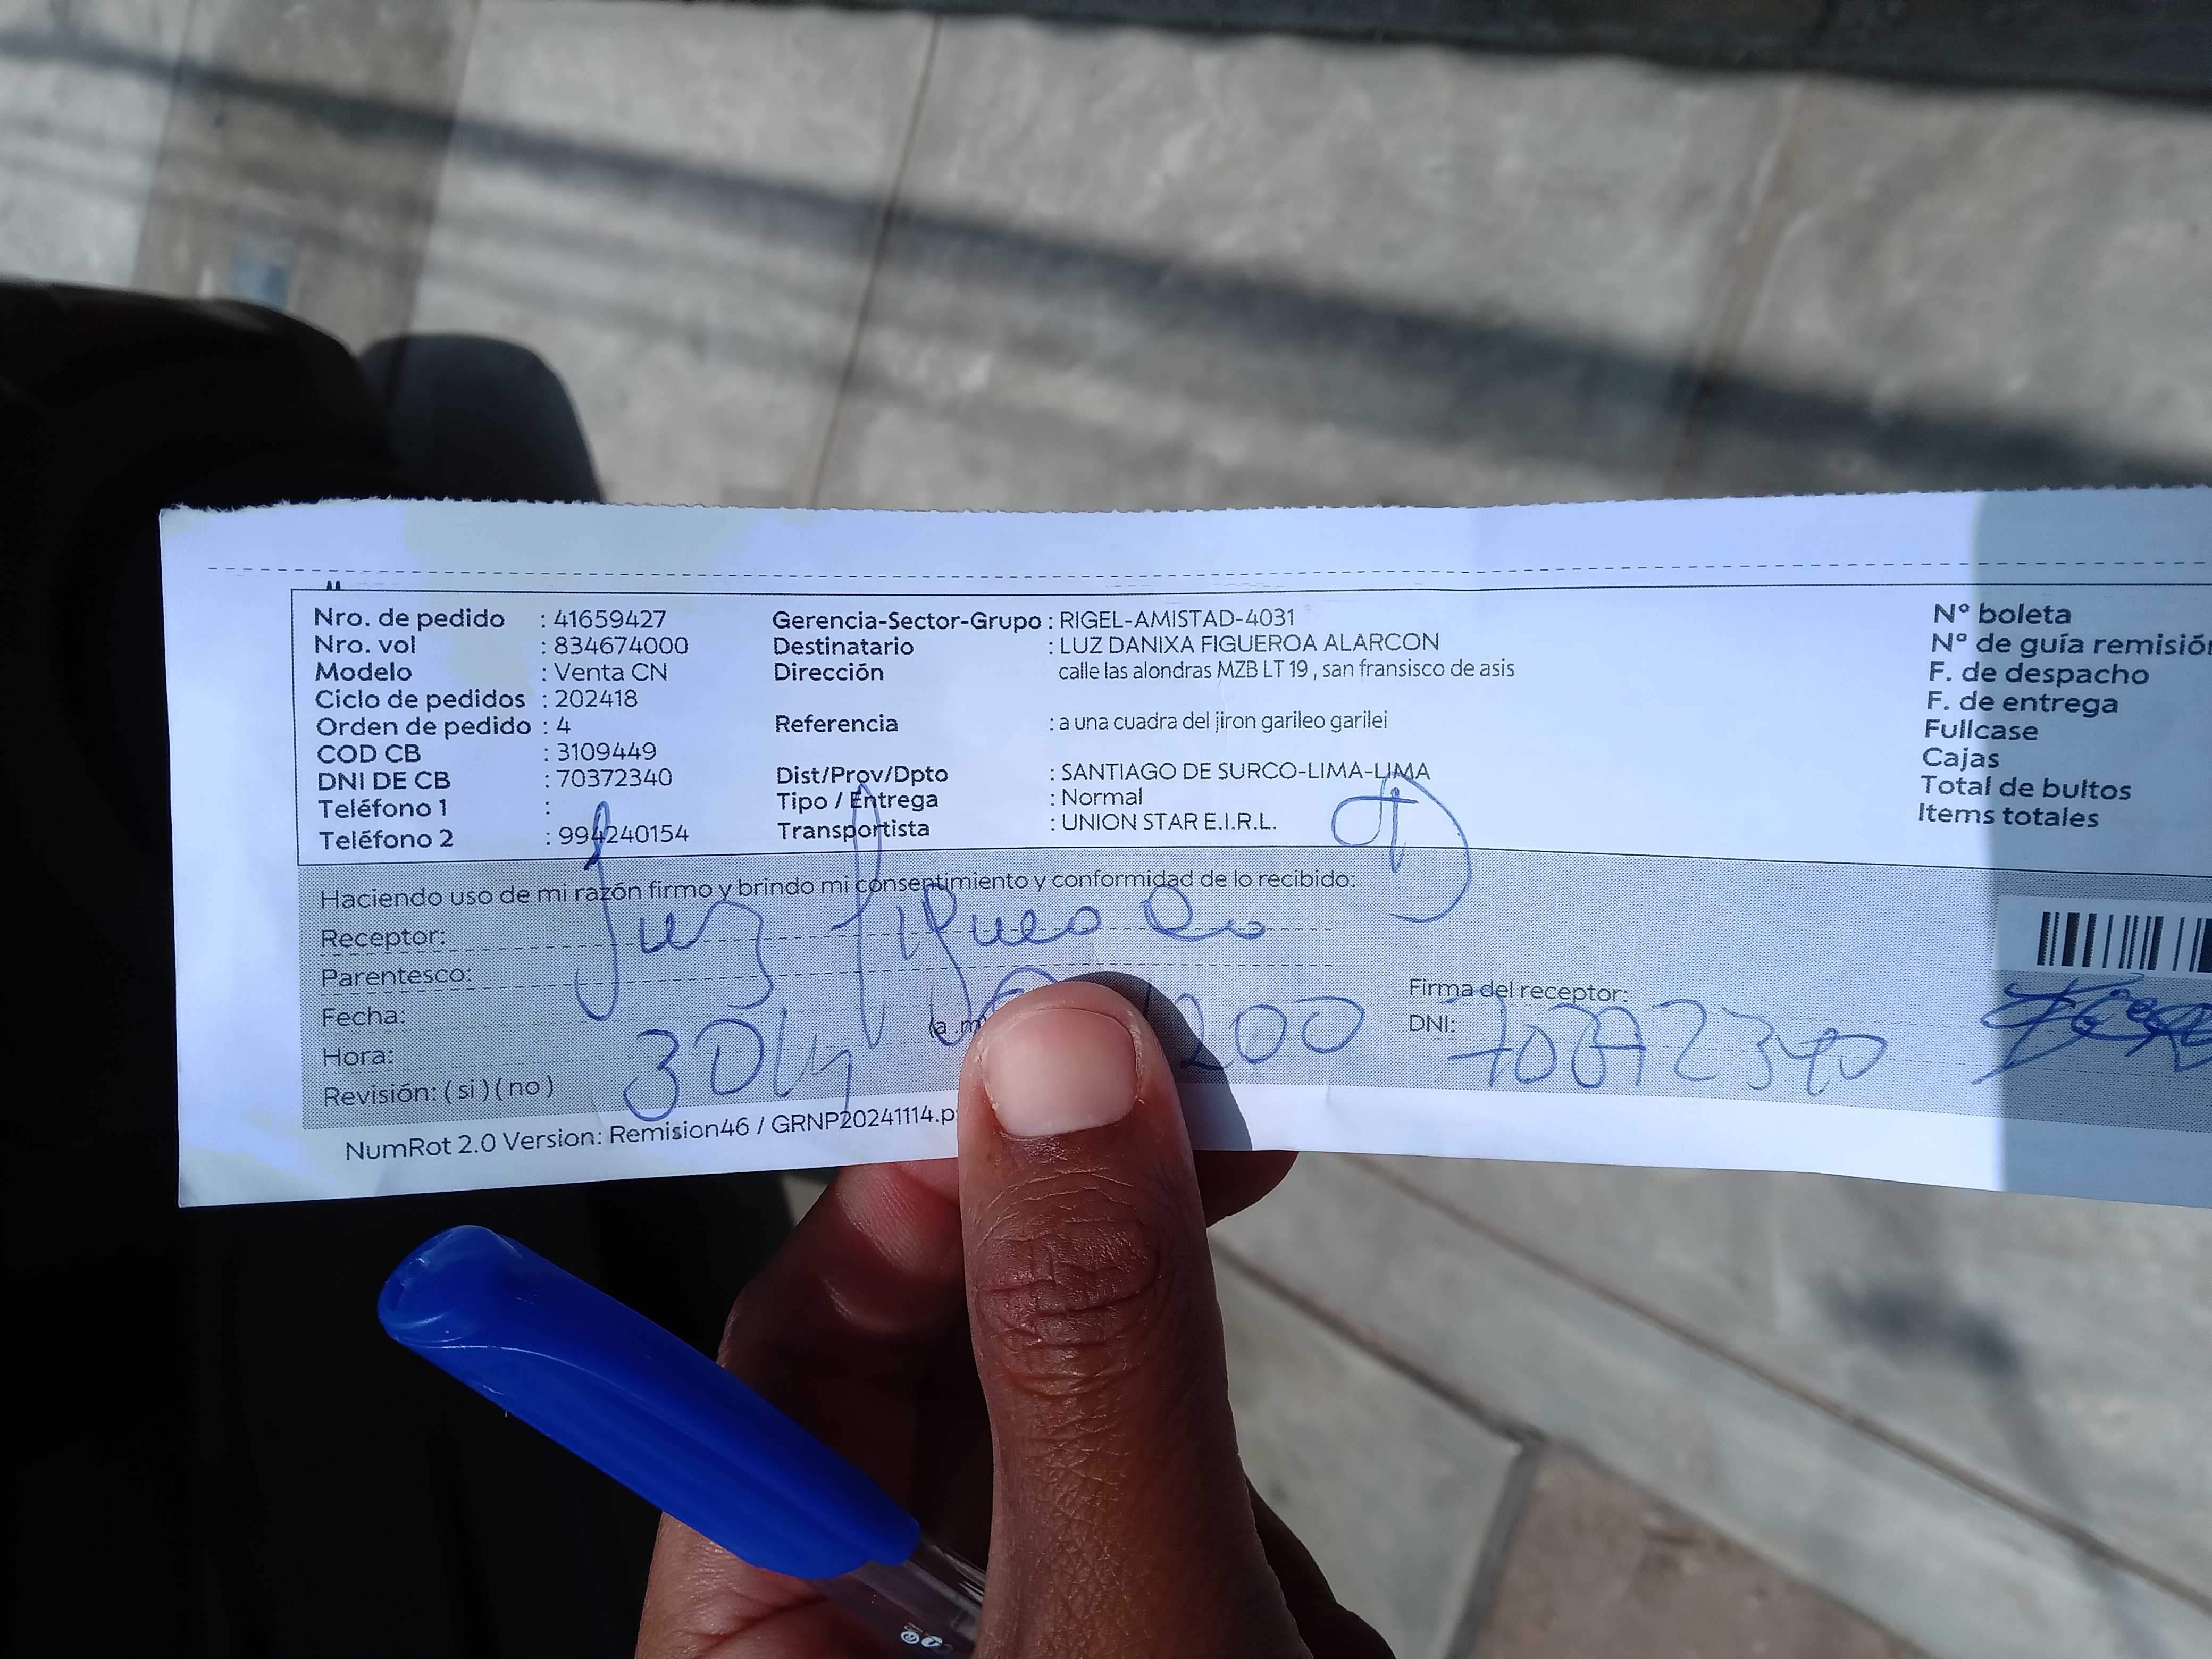 Nro. de pedido : 41659427
Nro. vol : 834674000
Modelo : Venta CN
Ciclo de pedidos : 202418
Orden de pedido : 4
COD CB : 3109449
DNI DE CB : 70372340
Teléfono 1 :
Teléfono 2 : 994240154
Gerencia-Sector-Grupo : RIGEL-AMISTAD-4031
Destinatario : LUZ DANIXA FIGUEROA ALARCON
Dirección calle las alondras MZB LT 19 , san fransisco de asis
Referencia : a una cuadra del jiron garileo garilei
Dist/Prov/Dpto : SANTIAGO DE SURCO-LIMA-LIMA
Tipo / Entrega : Normal
Transportista : UNION STAR E.I.R.L.
Nº boleta
Nº de guía remisión
F. de despacho
F. de entrega
Fullcase
Cajas
Total de bultos
Items totales
Haciendo uso de mi razón firmo y brindo mi consentimiento y conformidad de lo recibido:
Receptor: Luz
Parentesco:
Fecha:
Hora: (a .m
Revisión: ( si ) ( no )
Firma del receptor:
DNI: 70372340
NumRot 2.0 Version: Remision46 / GRNP20241114.p